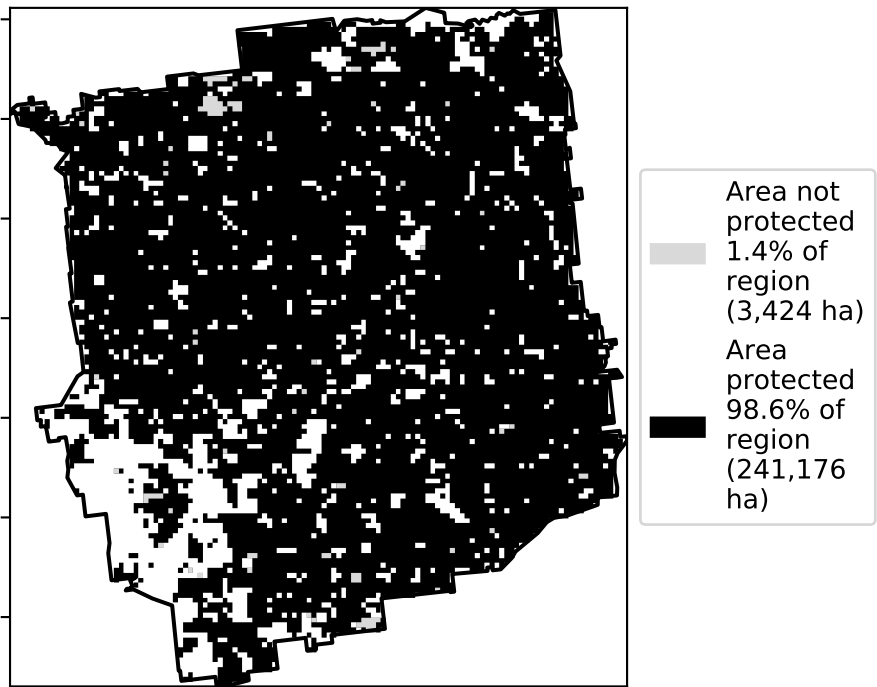 Area not
protected
1.4% of
region
(3,424 ha)
Area
protected
98.6% of
region
(241,176
ha)